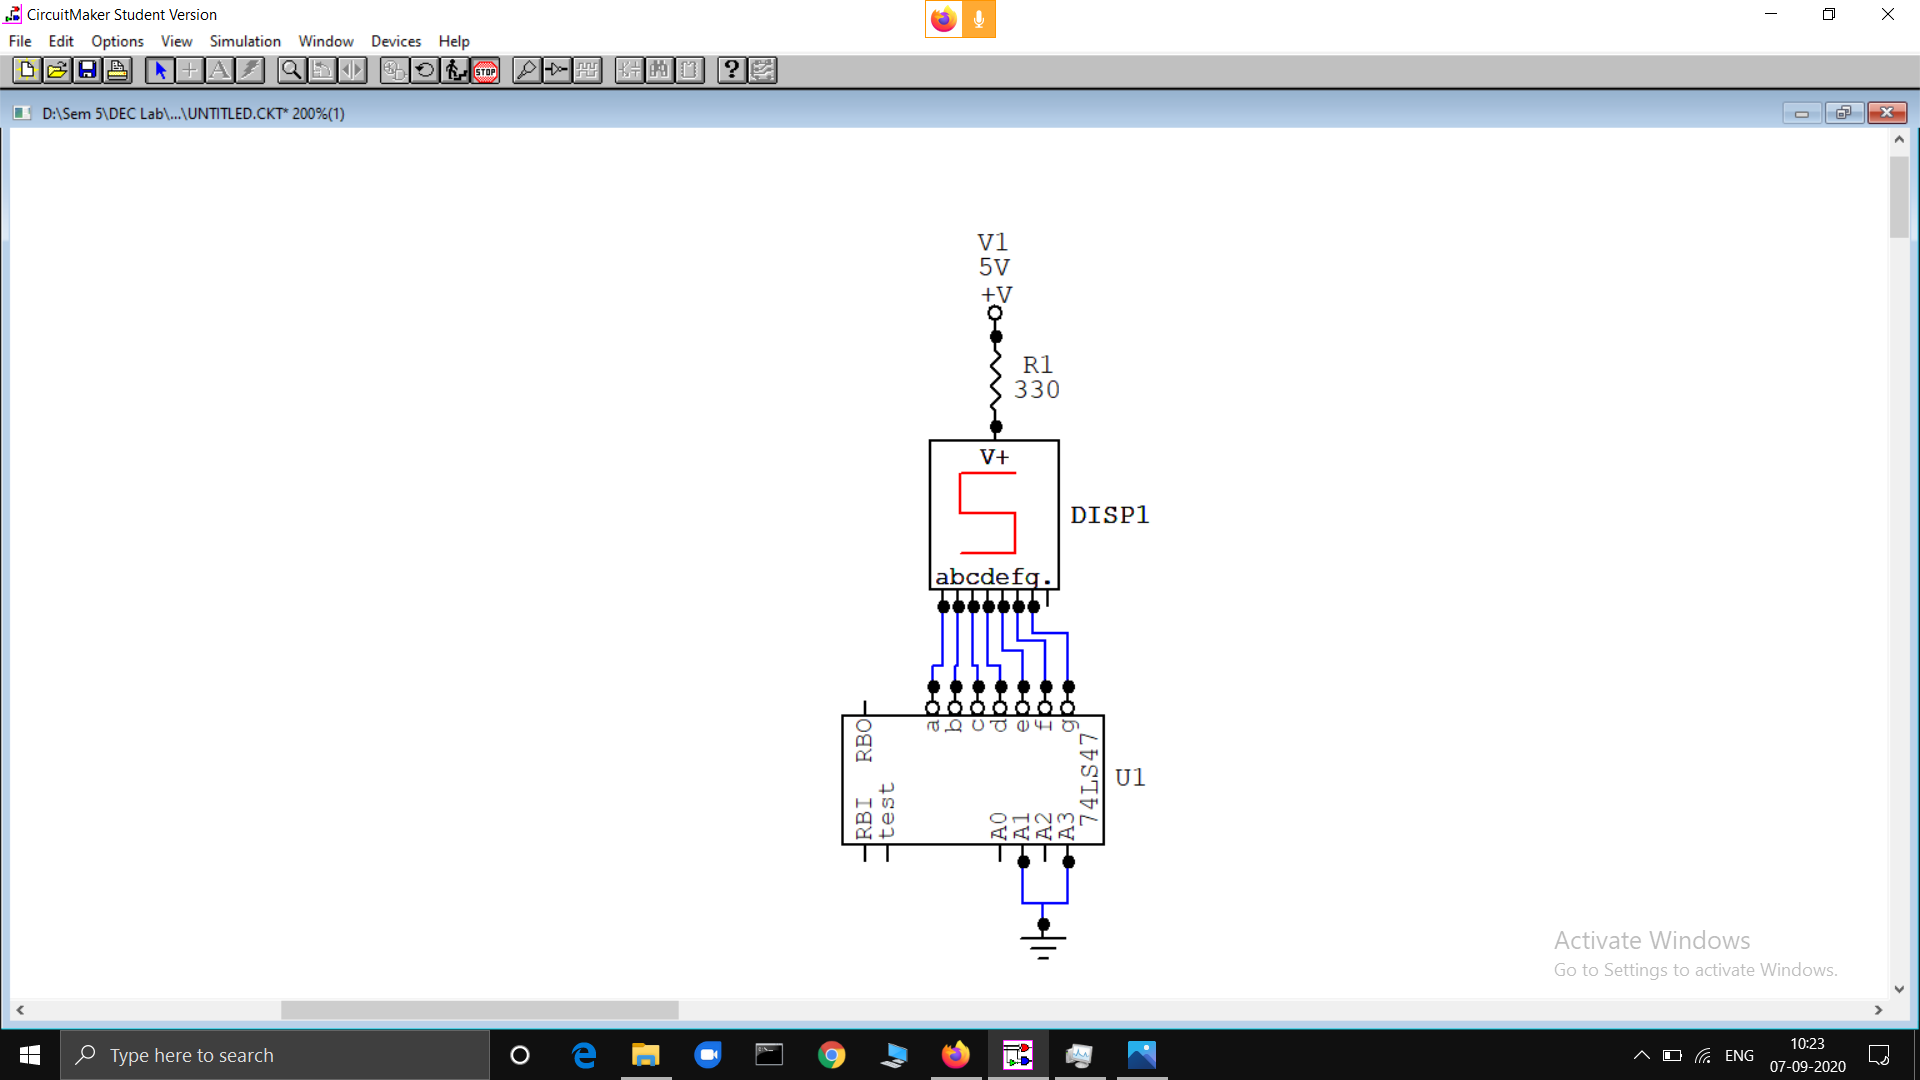 CircuitMaker Student Version
File Edit Options View Simulation Window Devices Help
STOP ?
D:\Sem 5\DEC Lab\...\UNTITLED.CKT* 200%(1)
V1
5V
+V
R1
330
V+
DISP1
abcdefg.
a b c d e f g
RBO
74LS47
U1
RBI test A0 A1 A2 A3
Activate Windows
Go to Settings to activate Windows.
Type here to search
ENG
10:23
07-09-2020